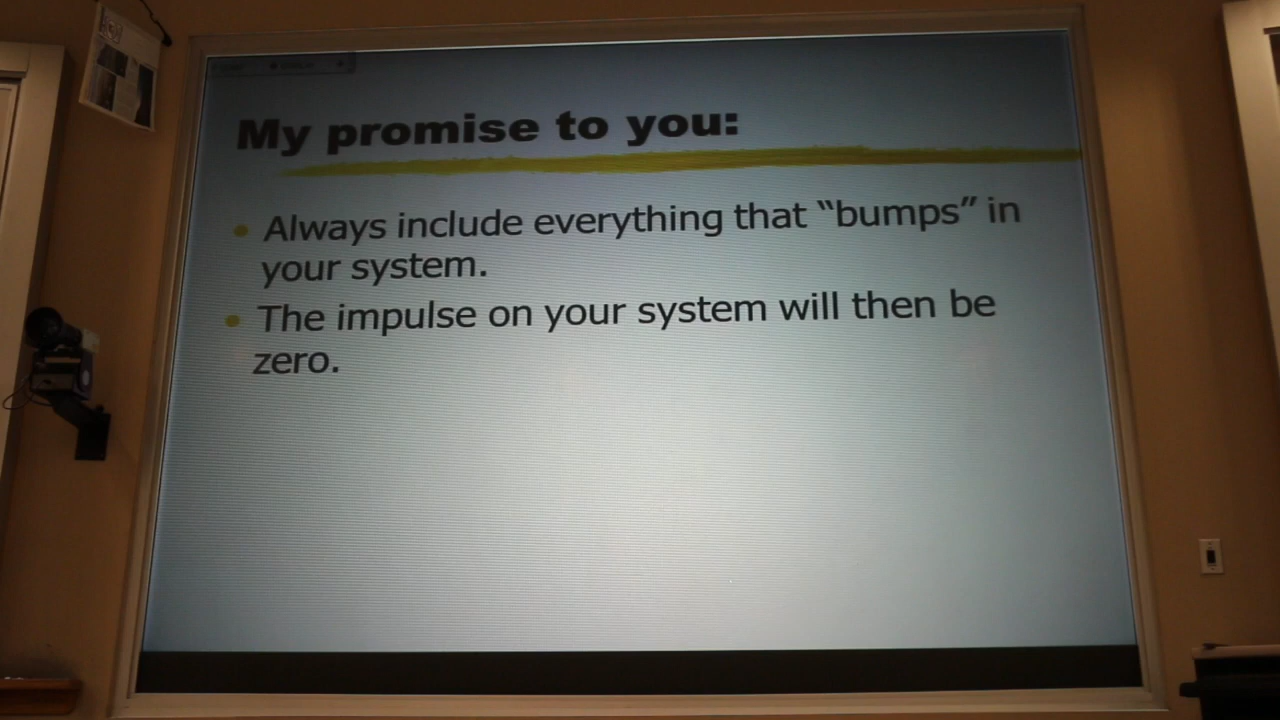 My promise to you:
Always include everything that “bumps” in
your system.
The impulse on your system will then be
zero.